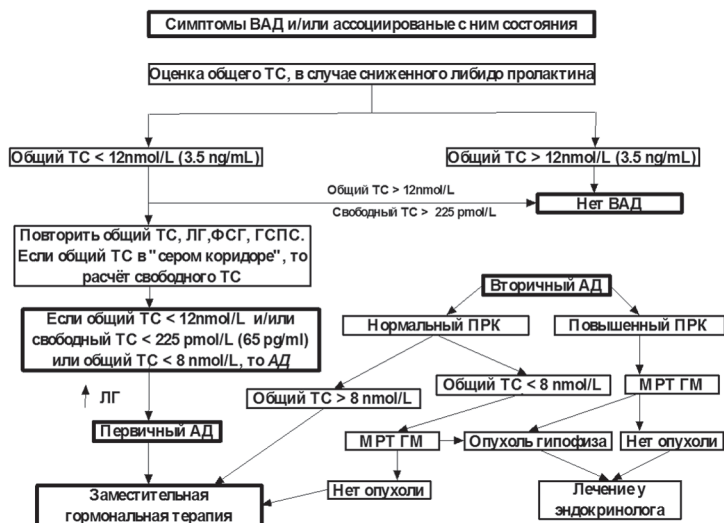 Симптомы ВАД и/или ассоциированые с ним состояния
Оценка общего ТС, в случае сниженного либидо пролактина
Общий ТС < 12nmol/L (3.5 ng/mL)
Общий ТС > 12nmol/L (3.5 ng/mL)
Общий ТС > 12nmol/L
Свободный ТС > 225 pmol/L
Нет ВАД
Повторить общий ТС, ЛГ,ФСГ, ГСПС.
Если общий ТС в "сером коридоре", то
расчёт свободного ТС
Если общий ТС < 12nmol/L и/или
свободный ТС < 225 pmol/L (65 pg/ml)
или общий ТС < 8 nmol/L, то АД
ЛГ
Первичный АД
Вторичный АД
Нормальный ПРК
Повышенный ПРК
Общий ТС > 8 nmol/L
Общий ТС < 8 nmol/L
МРТ ГМ
МРТ ГМ
Опухоль гипофиза
Нет опухоли
Нет опухоли
Заместительная
гормональная терапия
Лечение у
эндокринолога